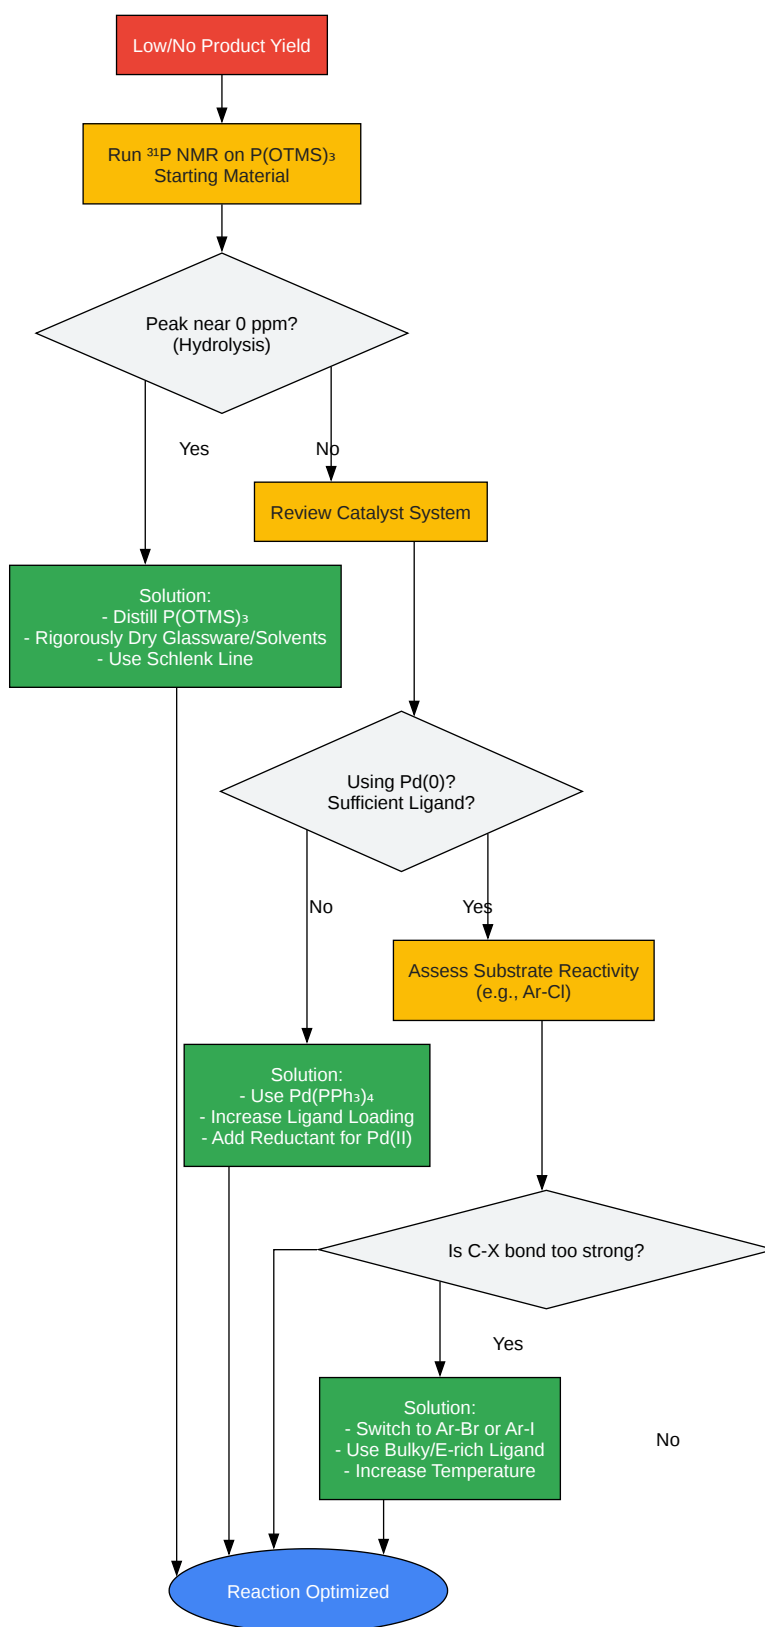 Low/No Product Yield
Run ³¹P NMR on P(OTMS)₃
Starting Material
Peak near 0 ppm?
(Hydrolysis)
Yes
No
Review Catalyst System
Solution:
- Distill P(OTMS)₃
- Rigorously Dry Glassware/Solvents
- Use Schlenk Line
Using Pd(0)?
Sufficient Ligand?
No
Yes
Assess Substrate Reactivity
(e.g., Ar-Cl)
Solution:
- Use Pd(PPh₃)₄
- Increase Ligand Loading
- Add Reductant for Pd(II)
Is C-X bond too strong?
Yes
Solution:
- Switch to Ar-Br or Ar-I
- Use Bulky/E-rich Ligand
- Increase Temperature
No
Reaction Optimized